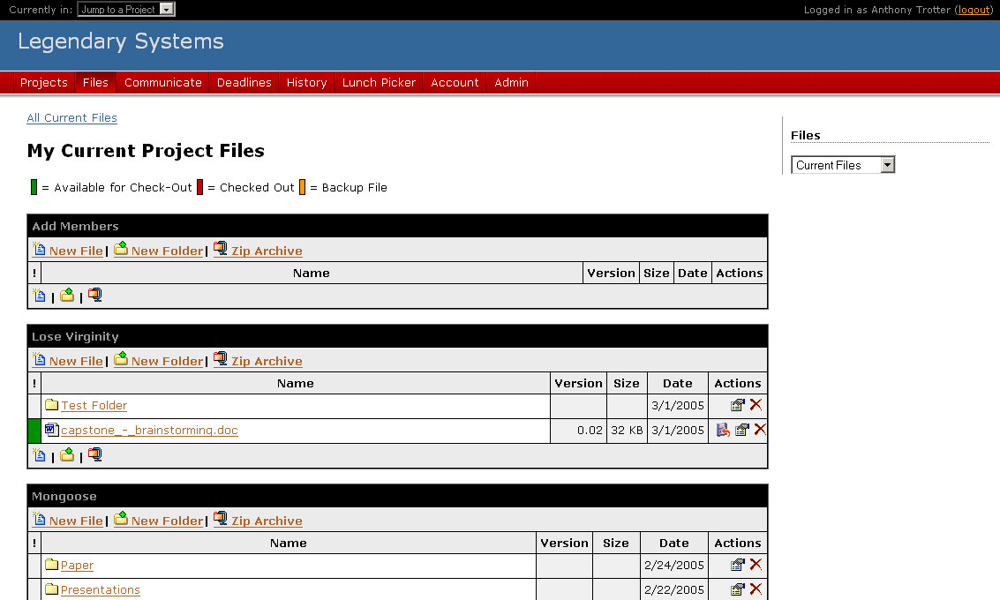 Currently in: Jump to a Project Logged in as Anthony Trotter (logout)
Legendary Systems
Projects Files Communicate Deadlines History Lunch Picker Account Admin
All Current Files
Files
My Current Project Files
Current Files
= Available for Check-Out = Checked Out = Backup File
Add Members
New File | New Folder | Zip Archive
! Name Version Size Date Actions
| |
Lose Virginity
New File | New Folder | Zip Archive
! Name Version Size Date Actions
Test Folder 3/1/2005
capstone_-_brainstorming.doc 0.02 32 KB 3/1/2005
| |
Mongoose
New File | New Folder | Zip Archive
! Name Version Size Date Actions
Paper 2/24/2005
Presentations 2/22/2005